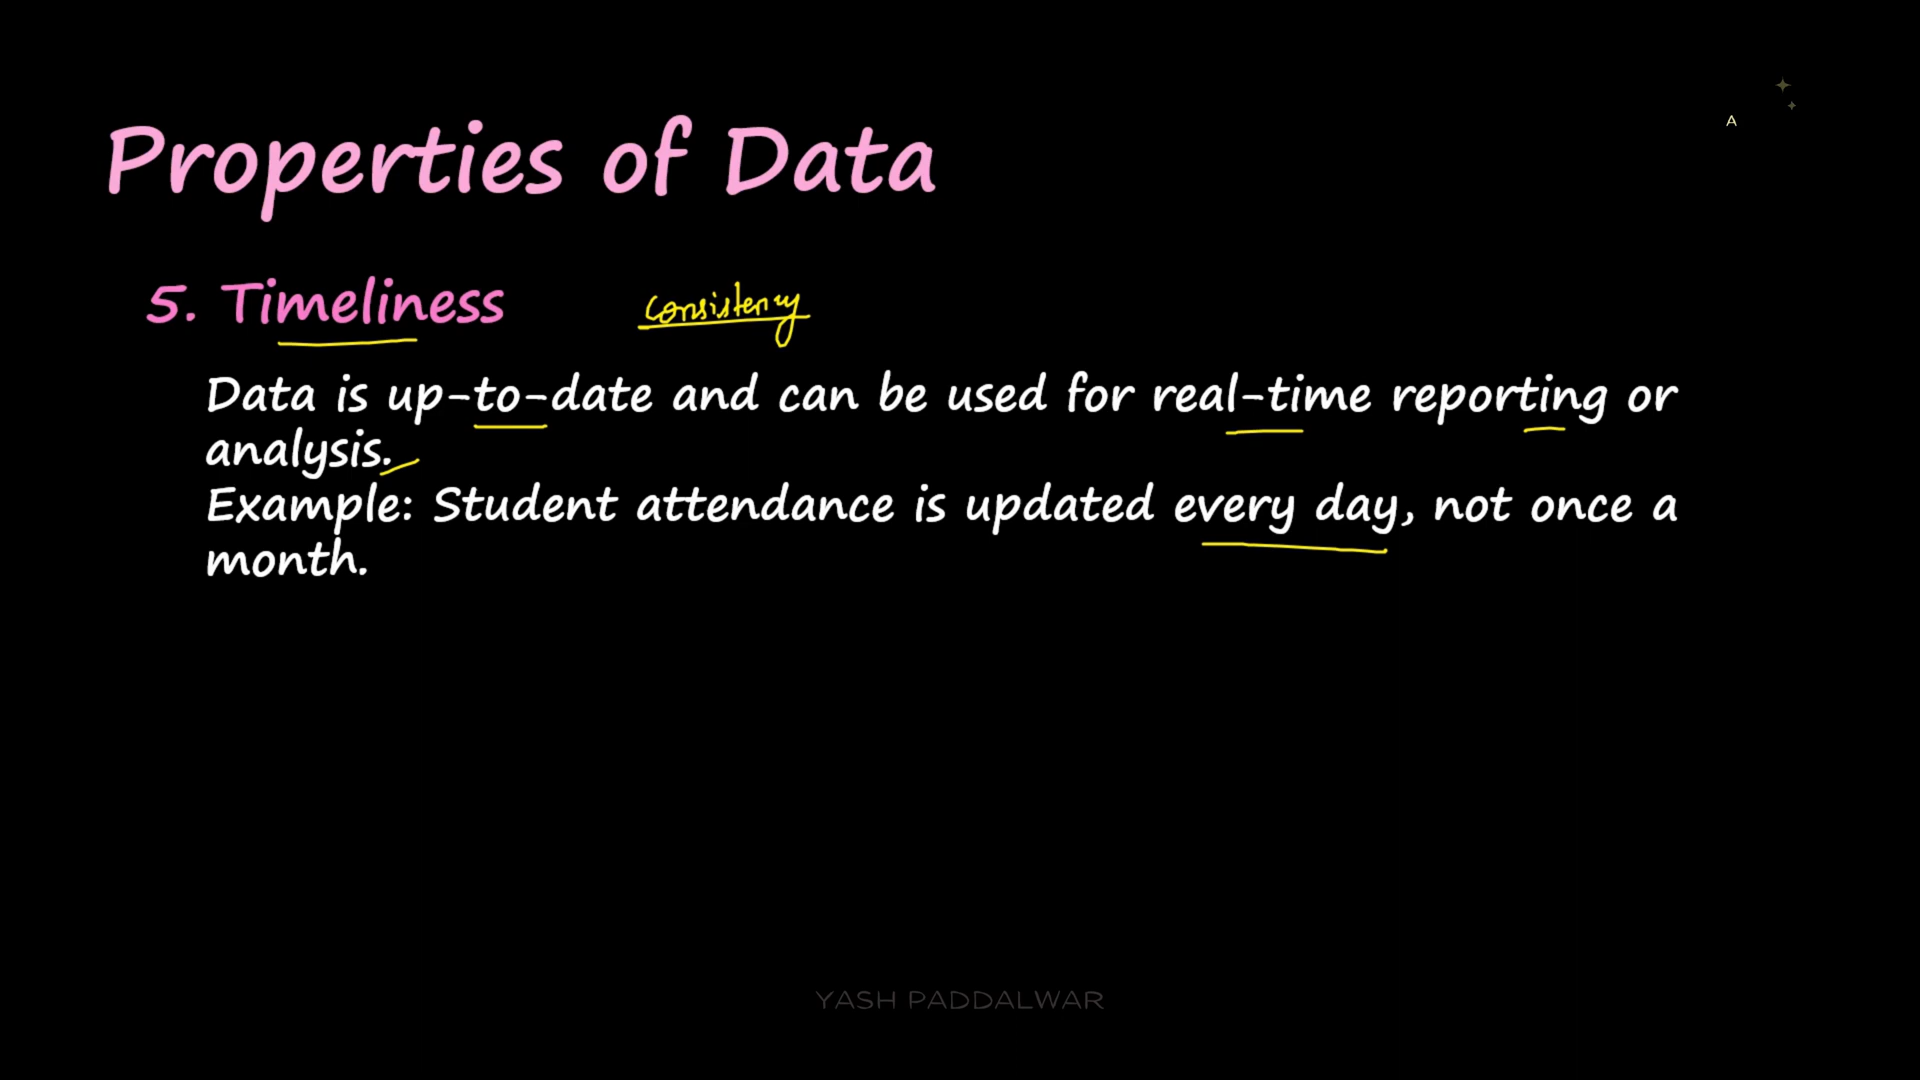 A
Properties of Data
5. Timeliness consistency
Data is up-to-date and can be used for real-time reporting or
analysis.
Example: Student attendance is updated every day, not once a
month.
YASH PADDALWAR